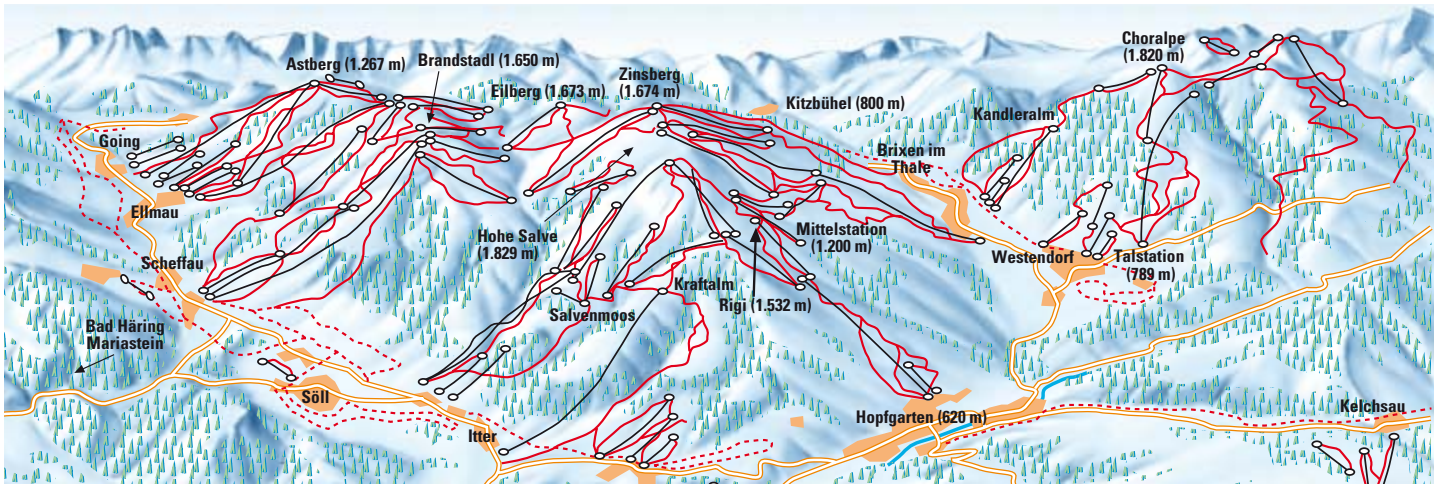 Choralpe
(1.820 m)
Astberg (1.267 m)
Brandstadl (1.650 m)
Zinsberg
(1.674 m)
Eilberg (1.673 m)
Kitzbühel (800 m)
Kandleralm
Going
Brixen im
Thale
Ellmau
Hohe Salve
(1.829 m)
Mittelstation
(1.200 m)
Westendorf
Talstation
(789 m)
Scheffau
Kraftalm
Rigi (1.532 m)
Salvenmoos
Bad Häring
Mariastein
Söll
Itter
Hopfgarten (620 m)
Kelchsau